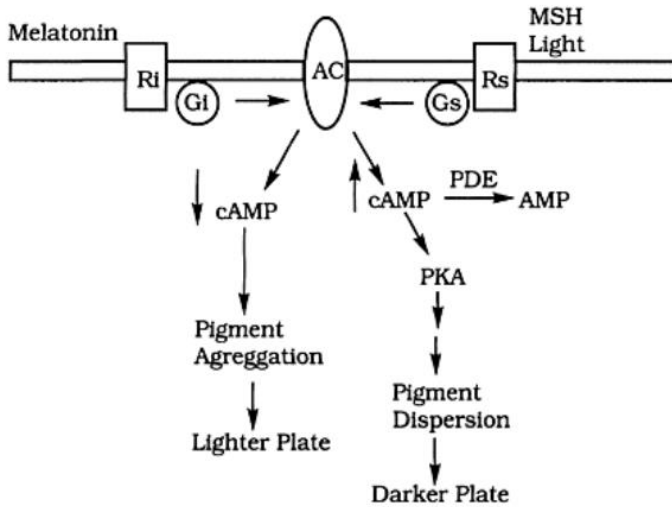 Melatonin
MSH
Light
Ri
Gi
AC
Gs
Rs
cAMP
cAMP
PDE
AMP
PKA
Pigment
Agreggation
Pigment
Dispersion
Lighter Plate
Darker Plate